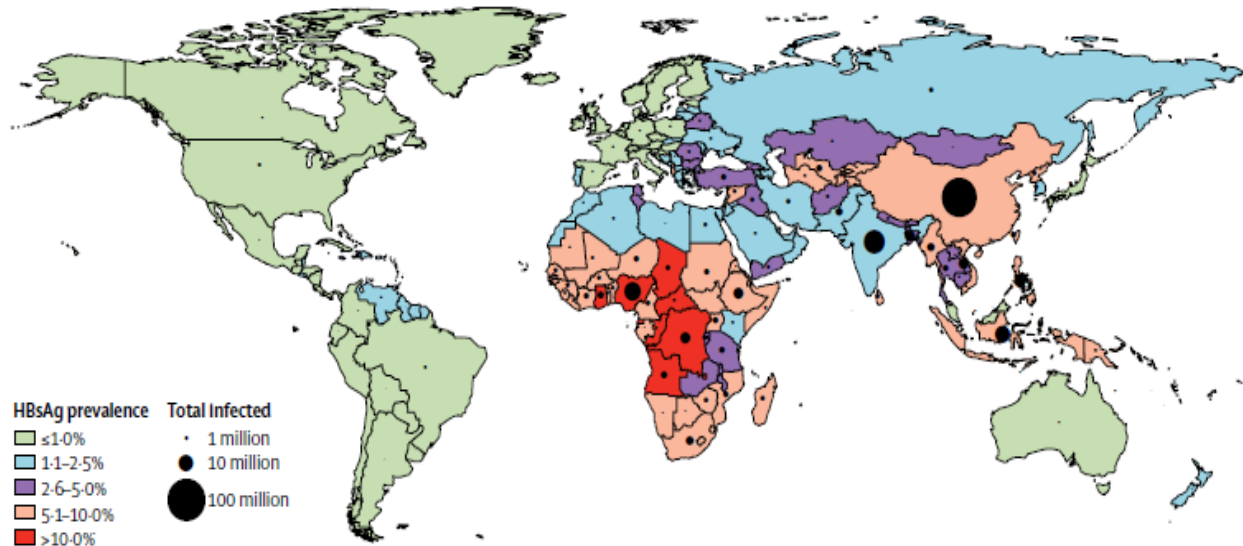 HBsAg prevalence
≤1·0%
1·1–2·5%
2·6–5·0%
5·1–10·0%
>10·0%
Total infected
1 million
10 million
100 million